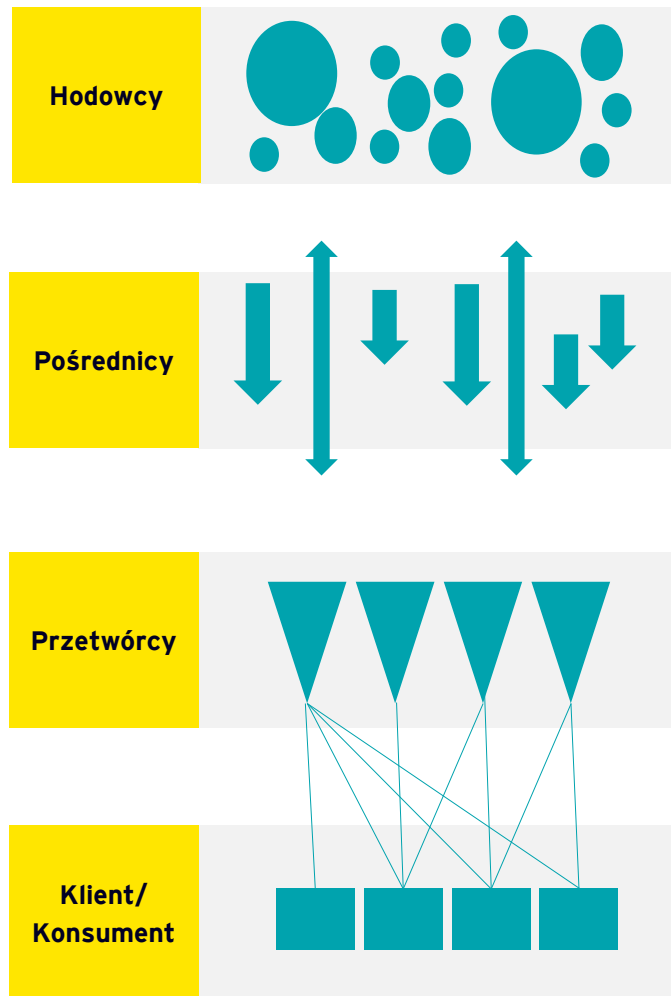 Hodowcy
Pośrednicy
Przetwórcy
Klient/
Konsument